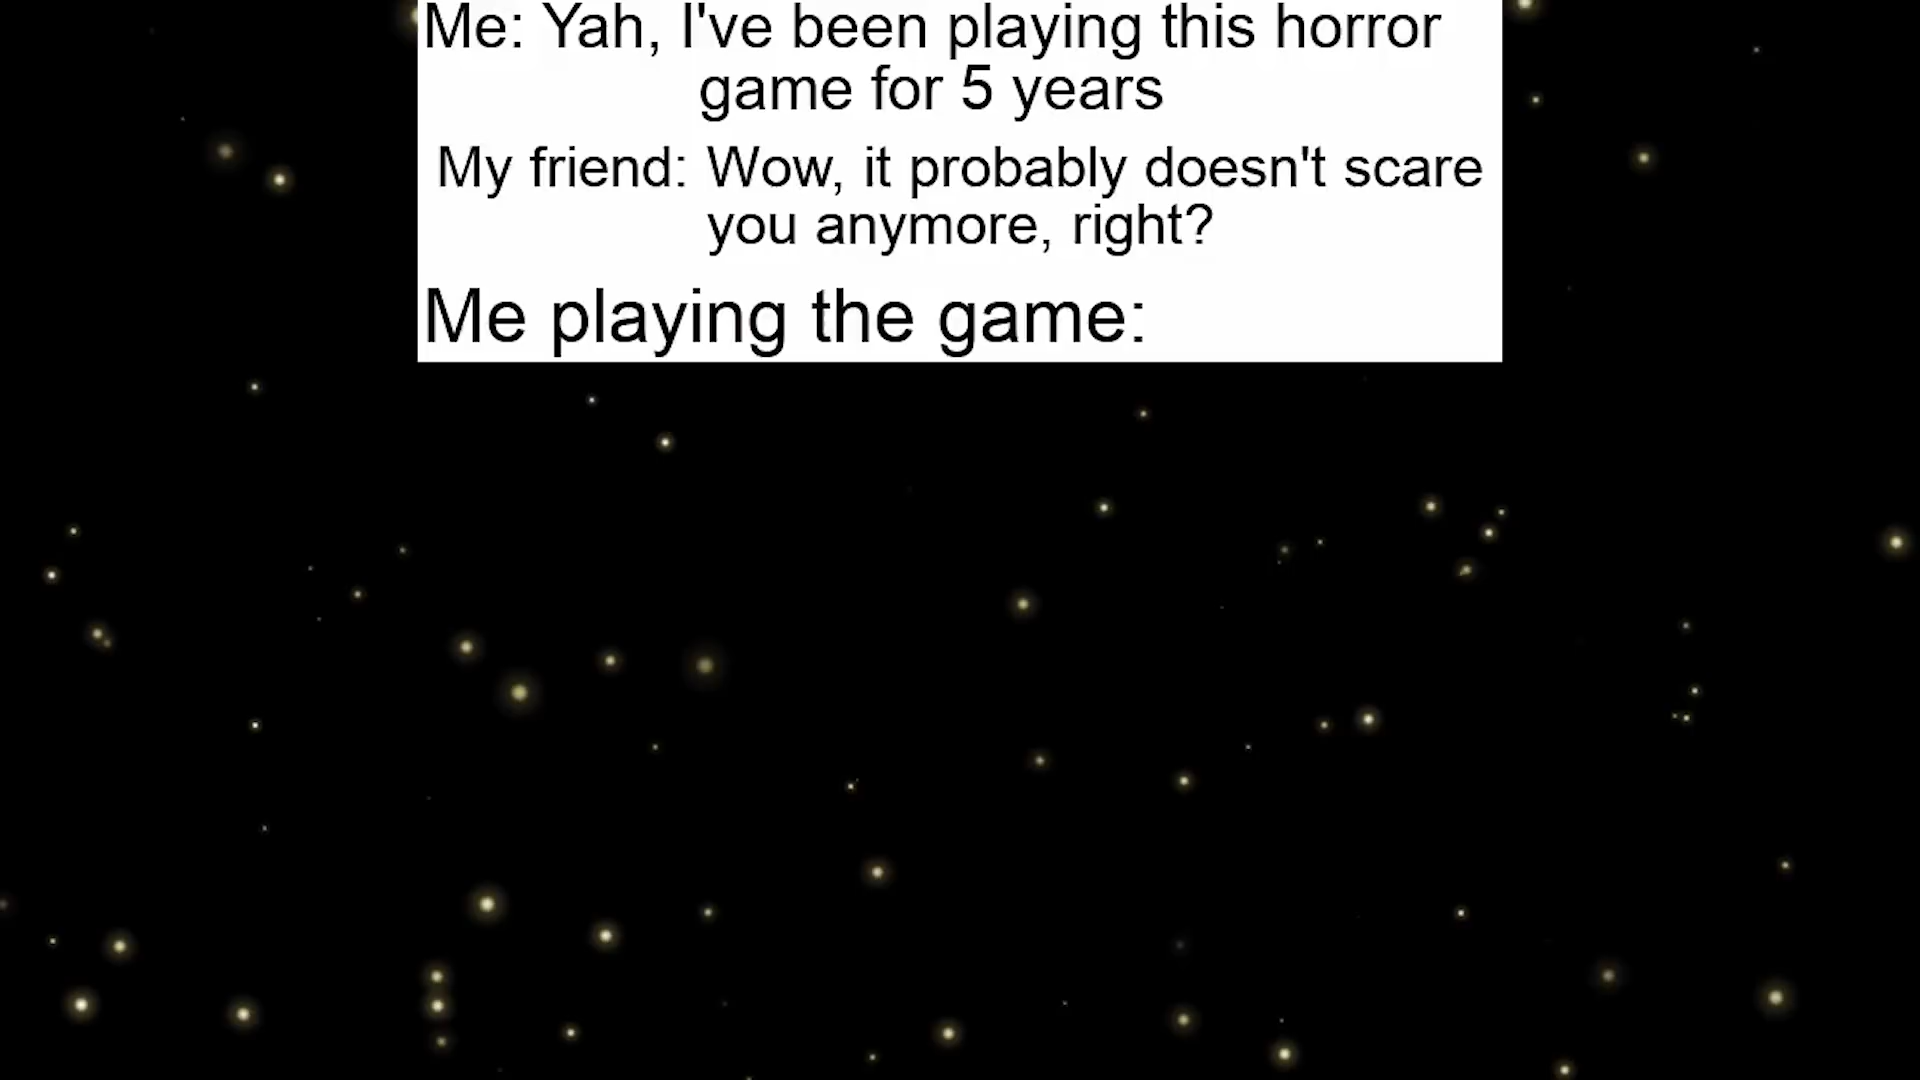 Me: Yah, I've been playing this horror
game for 5 years
My friend: Wow, it probably doesn't scare
you anymore, right?
Me playing the game: